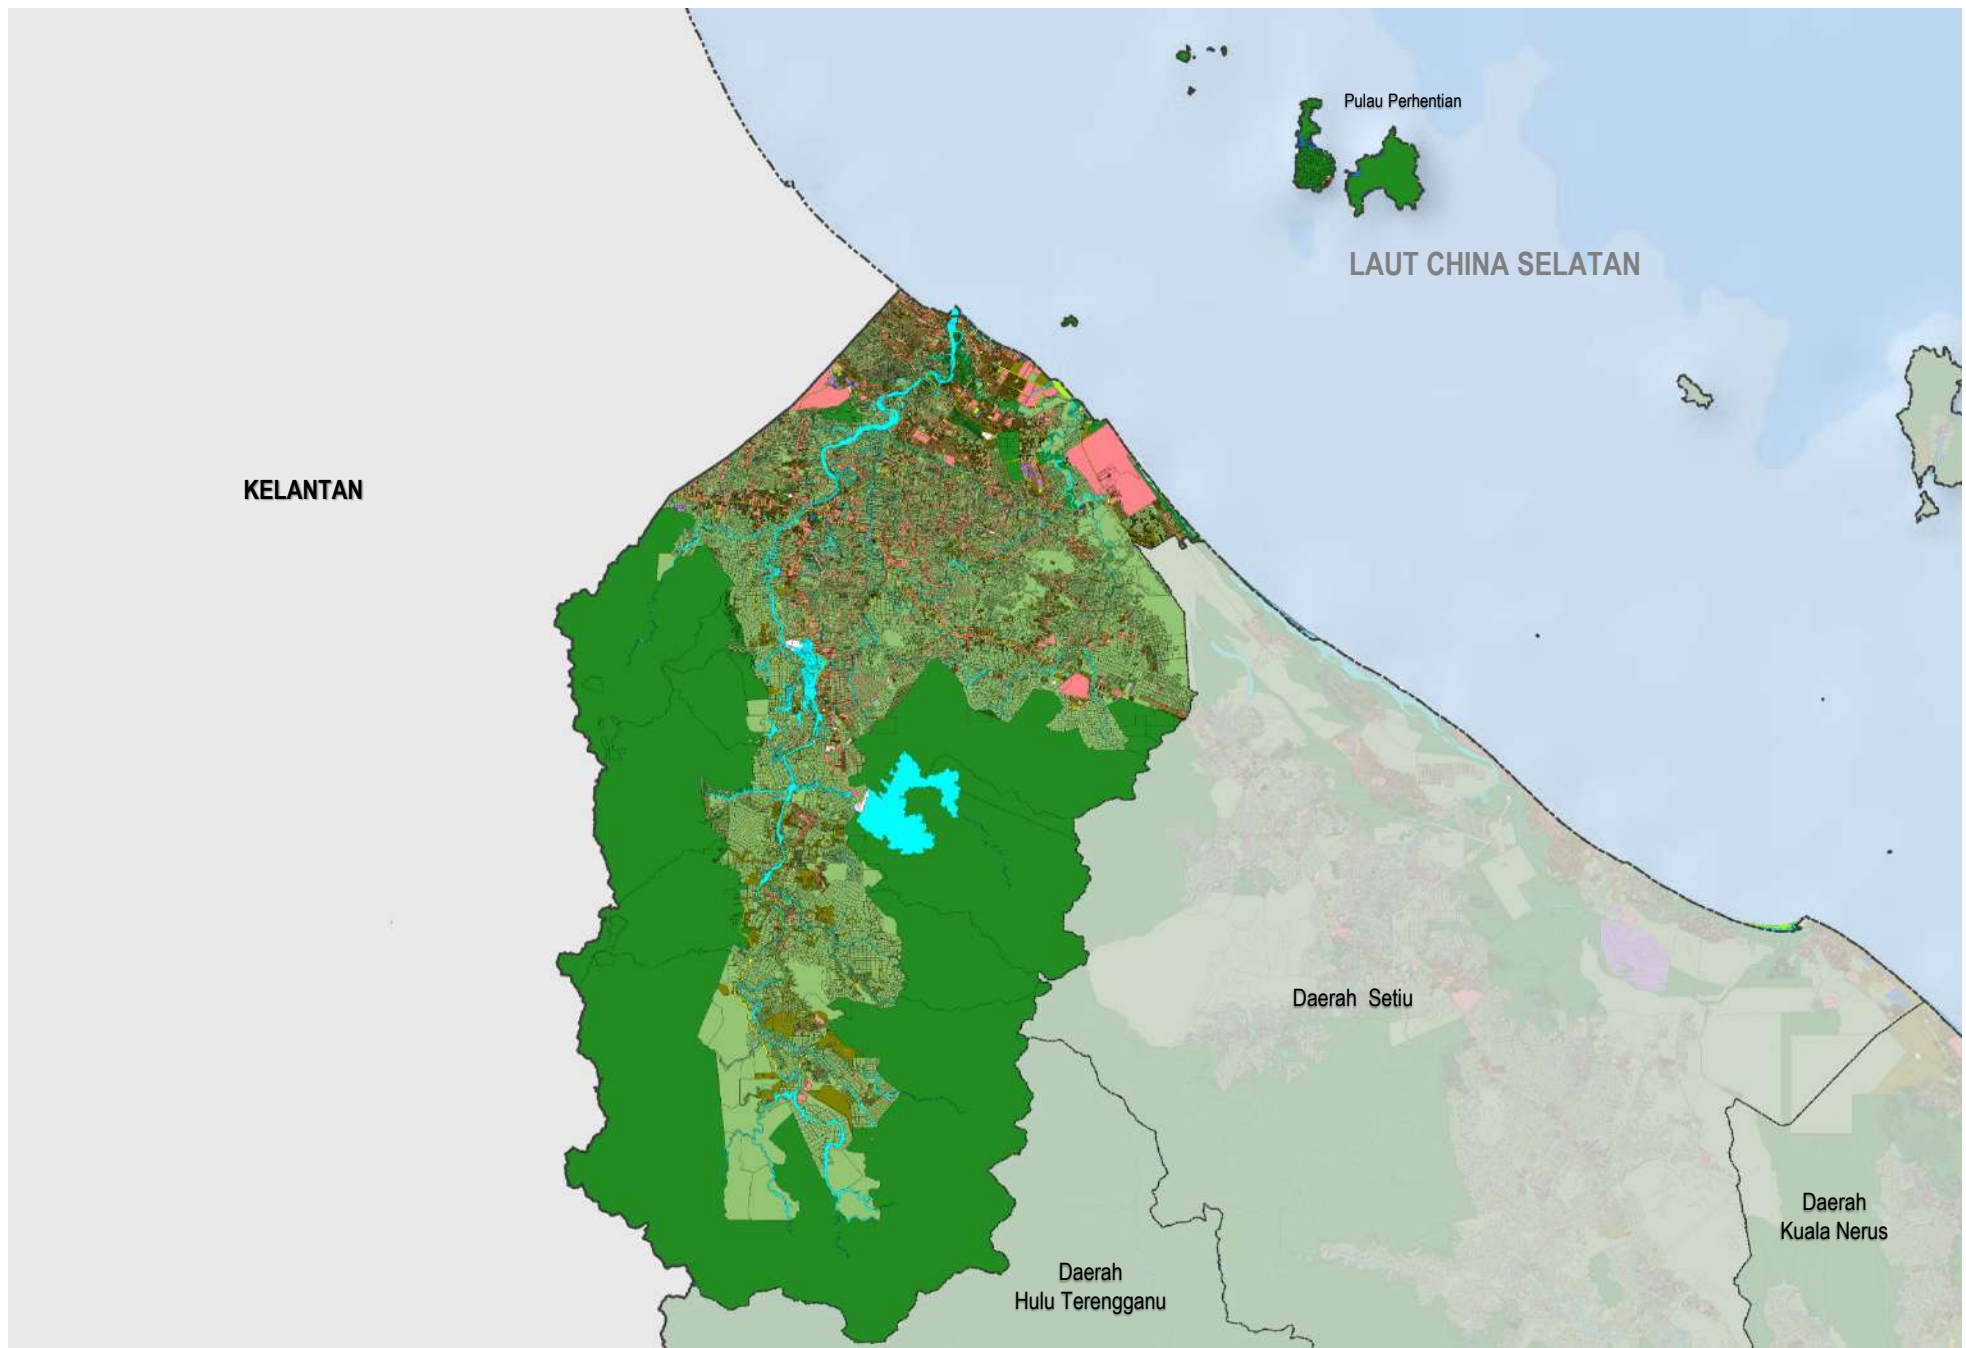 Pulau Perhentian
LAUT CHINA SELATAN
KELANTAN
Daerah Setiu
Daerah
Kuala Nerus
Daerah
Hulu Terengganu